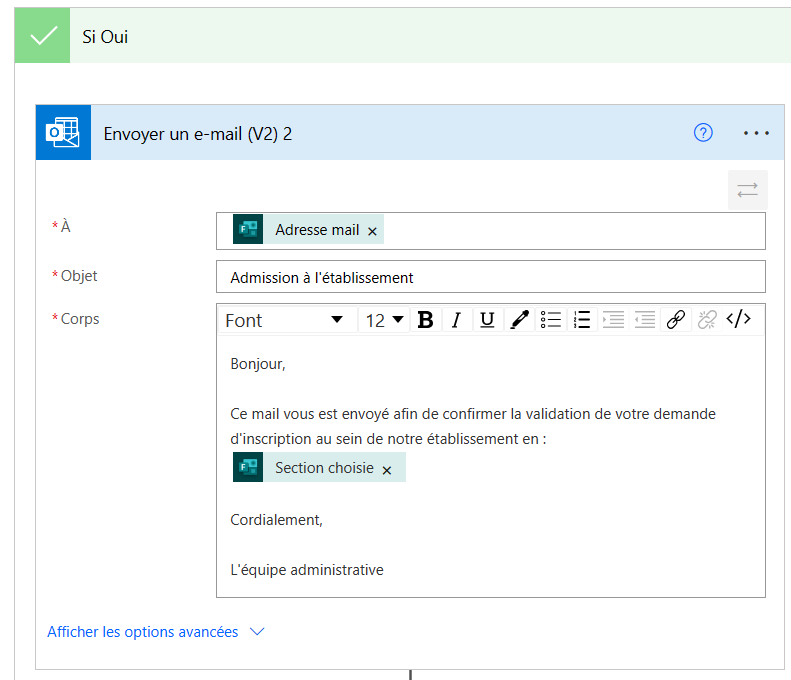 Si Oui
Envoyer un e-mail (V2) 2
*À
Adresse mail ×
*Objet
Admission à l'établissement
*Corps
Font 12 B I U </>
Bonjour,
Ce mail vous est envoyé afin de confirmer la validation de votre demande
d'inscription au sein de notre établissement en :
Section choisie ×
Cordialement,
L'équipe administrative
Afficher les options avancées